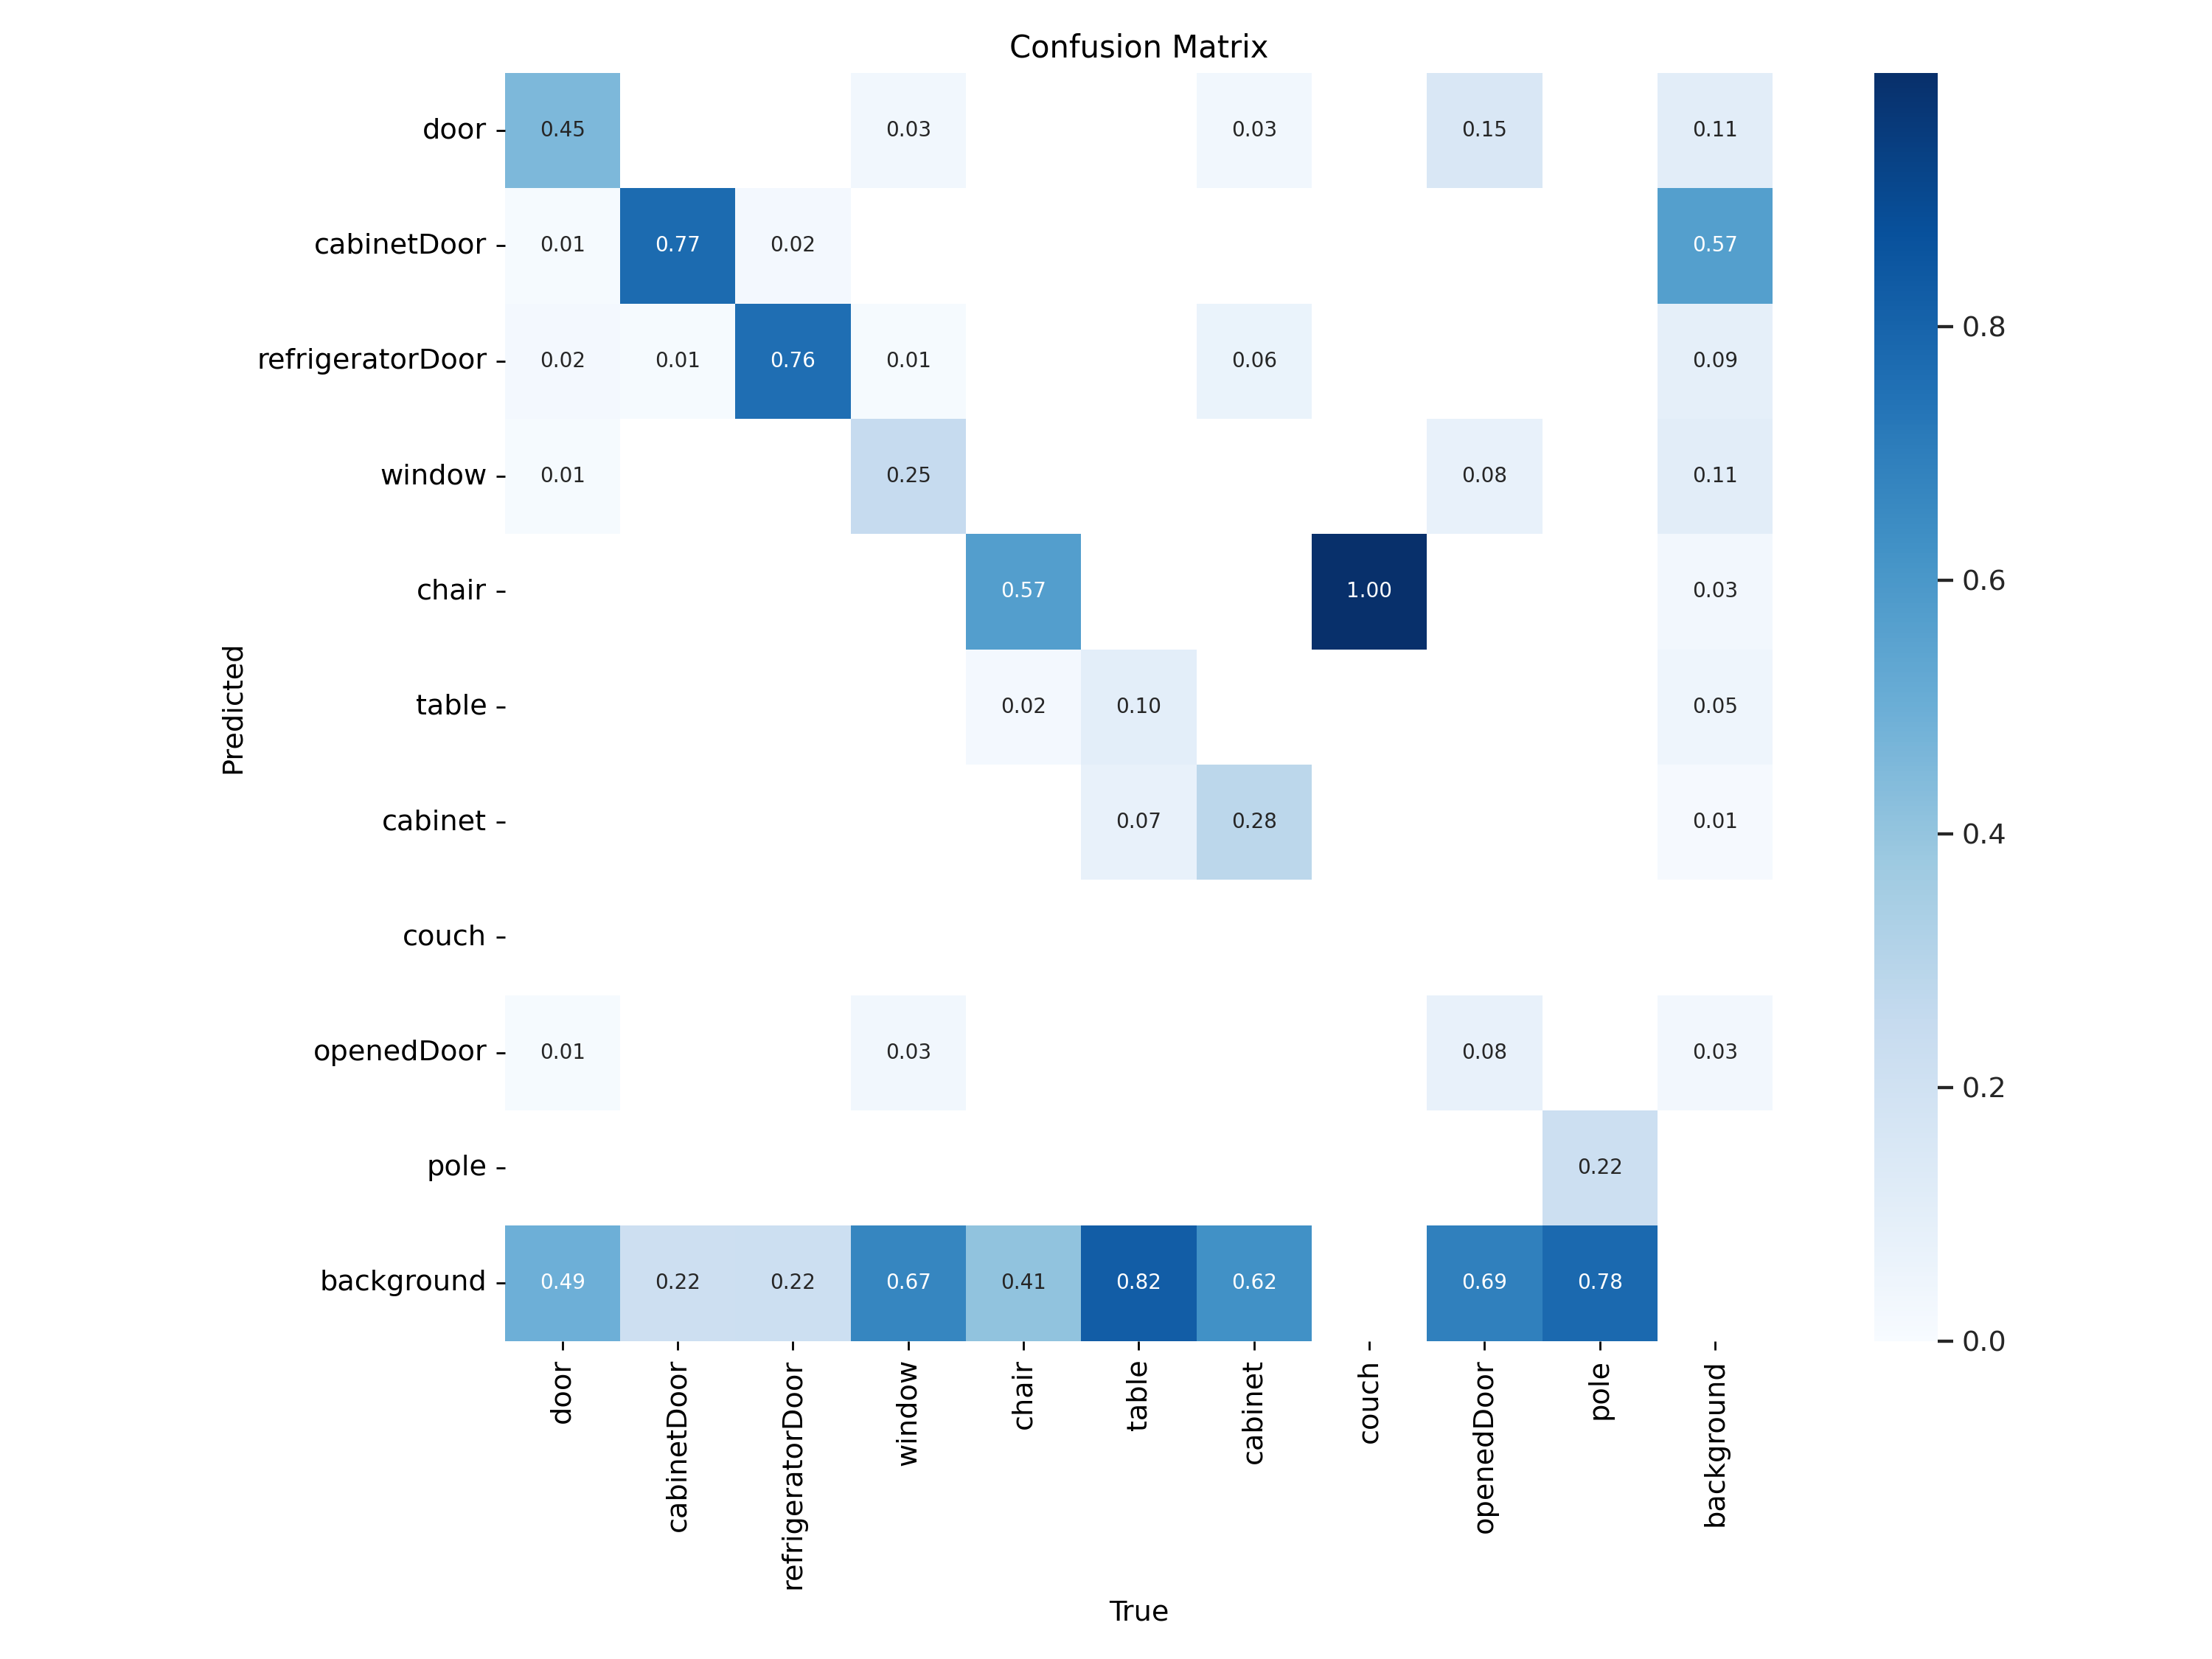 Confusion Matrix
door 0.45 0.03 0.03 0.15 0.11
cabinetDoor 0.01 0.77 0.02 0.57
refrigeratorDoor 0.02 0.01 0.76 0.01 0.06 0.09
window 0.01 0.25 0.08 0.11
chair 0.57 1.00 0.03
table 0.02 0.10 0.05
cabinet 0.07 0.28 0.01
couch
openedDoor 0.01 0.03 0.08 0.03
pole 0.22
background 0.49 0.22 0.22 0.67 0.41 0.82 0.62 0.69 0.78
Predicted
door cabinetDoor refrigeratorDoor window chair table cabinet couch openedDoor pole background
True
0.8
0.6
0.4
0.2
0.0